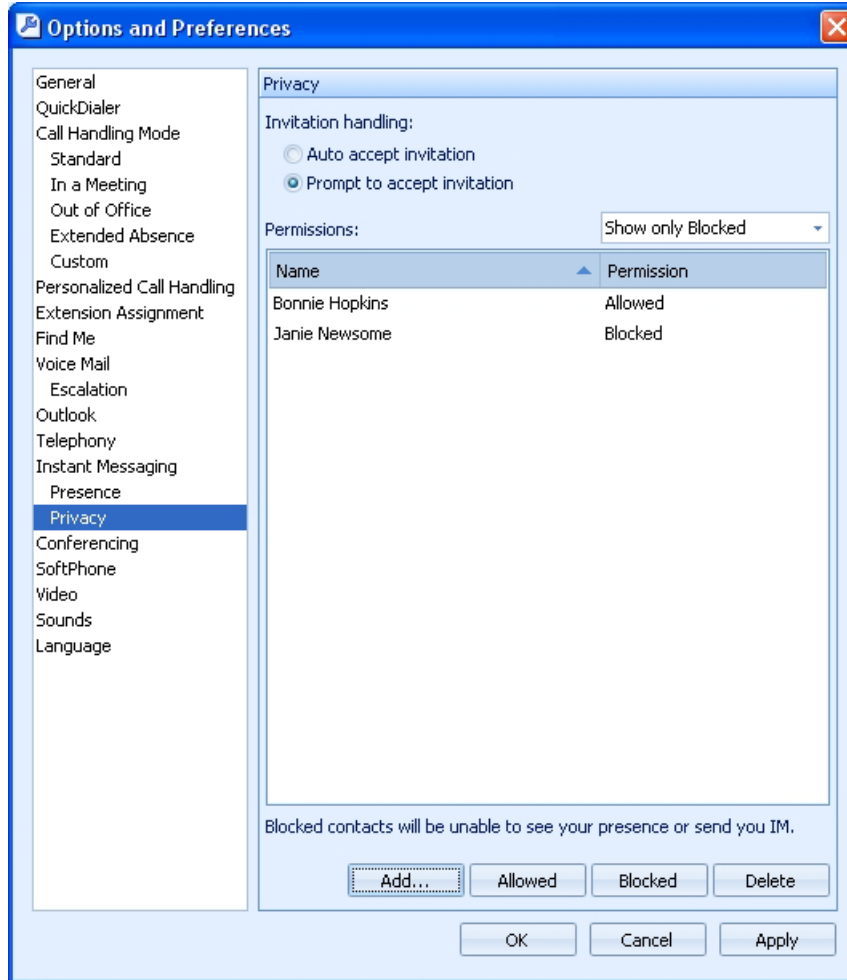 Options and Preferences
General
QuickDialer
Call Handling Mode
Standard
In a Meeting
Out of Office
Extended Absence
Custom
Personalized Call Handling
Extension Assignment
Find Me
Voice Mail
Escalation
Outlook
Telephony
Instant Messaging
Presence
Privacy
Conferencing
SoftPhone
Video
Sounds
Language
Privacy
Invitation handling:
Auto accept invitation
Prompt to accept invitation
Permissions: Show only Blocked
Name Permission
Bonnie Hopkins Allowed
Janie Newsome Blocked
Blocked contacts will be unable to see your presence or send you IM.
Add... Allowed Blocked Delete
OK Cancel Apply